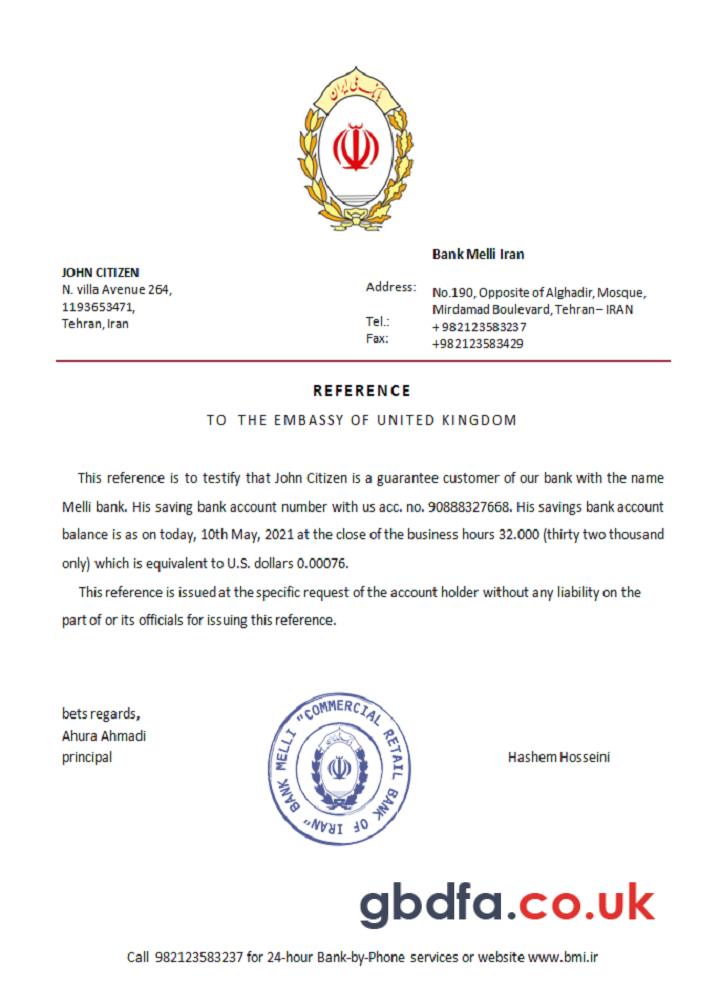 بانک ملی ایران
Bank Melli Iran
JOHN CITIZEN
N. villa Avenue 264,
1193653471,
Tehran, Iran
Address: No.190, Opposite of Alghadir, Mosque,
Mirdamad Boulevard, Tehran – IRAN
Tel.: +982123583237
Fax: +982123583429
REFERENCE
TO THE EMBASSY OF UNITED KINGDOM
This reference is to testify that John Citizen is a guarantee customer of our bank with the name
Melli bank. His saving bank account number with us acc. no. 90888327668. His savings bank account
balance is as on today, 10th May, 2021 at the close of the business hours 32.000 (thirty two thousand
only) which is equivalent to U.S. dollars 0.00076.
This reference is issued at the specific request of the account holder without any liability on the
part of or its officials for issuing this reference.
bets regards,
Ahura Ahmadi
principal
BANK MELLI "COMMERCIAL RETAIL BANK OF IRAN"
Hashem Hosseini
gbdfa.co.uk
Call 982123583237 for 24-hour Bank-by-Phone services or website www.bmi.ir